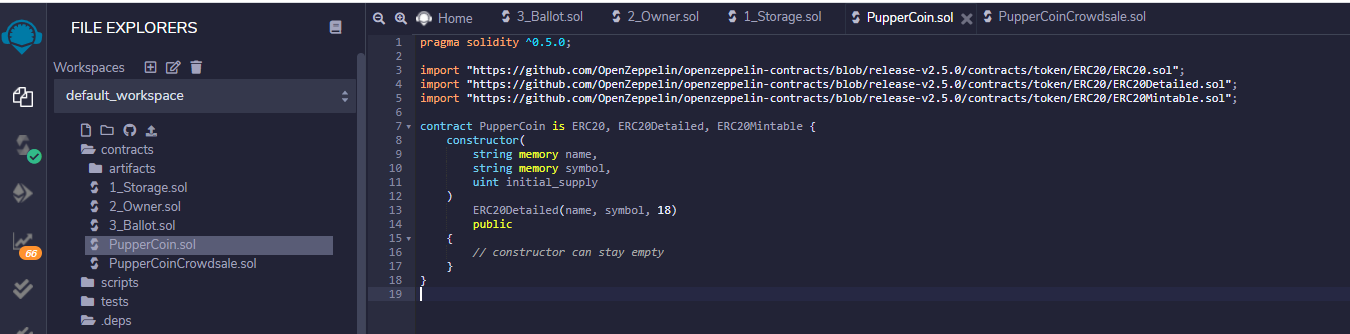 FILE EXPLORERS
Workspaces
default_workspace
contracts
artifacts
1_Storage.sol
2_Owner.sol
3_Ballot.sol
PupperCoin.sol
PupperCoinCrowdsale.sol
scripts
tests
.deps
66
Home
3_Ballot.sol
2_Owner.sol
1_Storage.sol
PupperCoin.sol
PupperCoinCrowdsale.sol
1 pragma solidity ^0.5.0;
2
3 import "https://github.com/OpenZeppelin/openzeppelin-contracts/blob/release-v2.5.0/contracts/token/ERC20/ERC20.sol";
4 import "https://github.com/OpenZeppelin/openzeppelin-contracts/blob/release-v2.5.0/contracts/token/ERC20/ERC20Detailed.sol";
5 import "https://github.com/OpenZeppelin/openzeppelin-contracts/blob/release-v2.5.0/contracts/token/ERC20/ERC20Mintable.sol";
6
7 contract PupperCoin is ERC20, ERC20Detailed, ERC20Mintable {
8 constructor(
9 string memory name,
10 string memory symbol,
11 uint initial_supply
12 )
13 ERC20Detailed(name, symbol, 18)
14 public
15 {
16 // constructor can stay empty
17 }
18 }
19